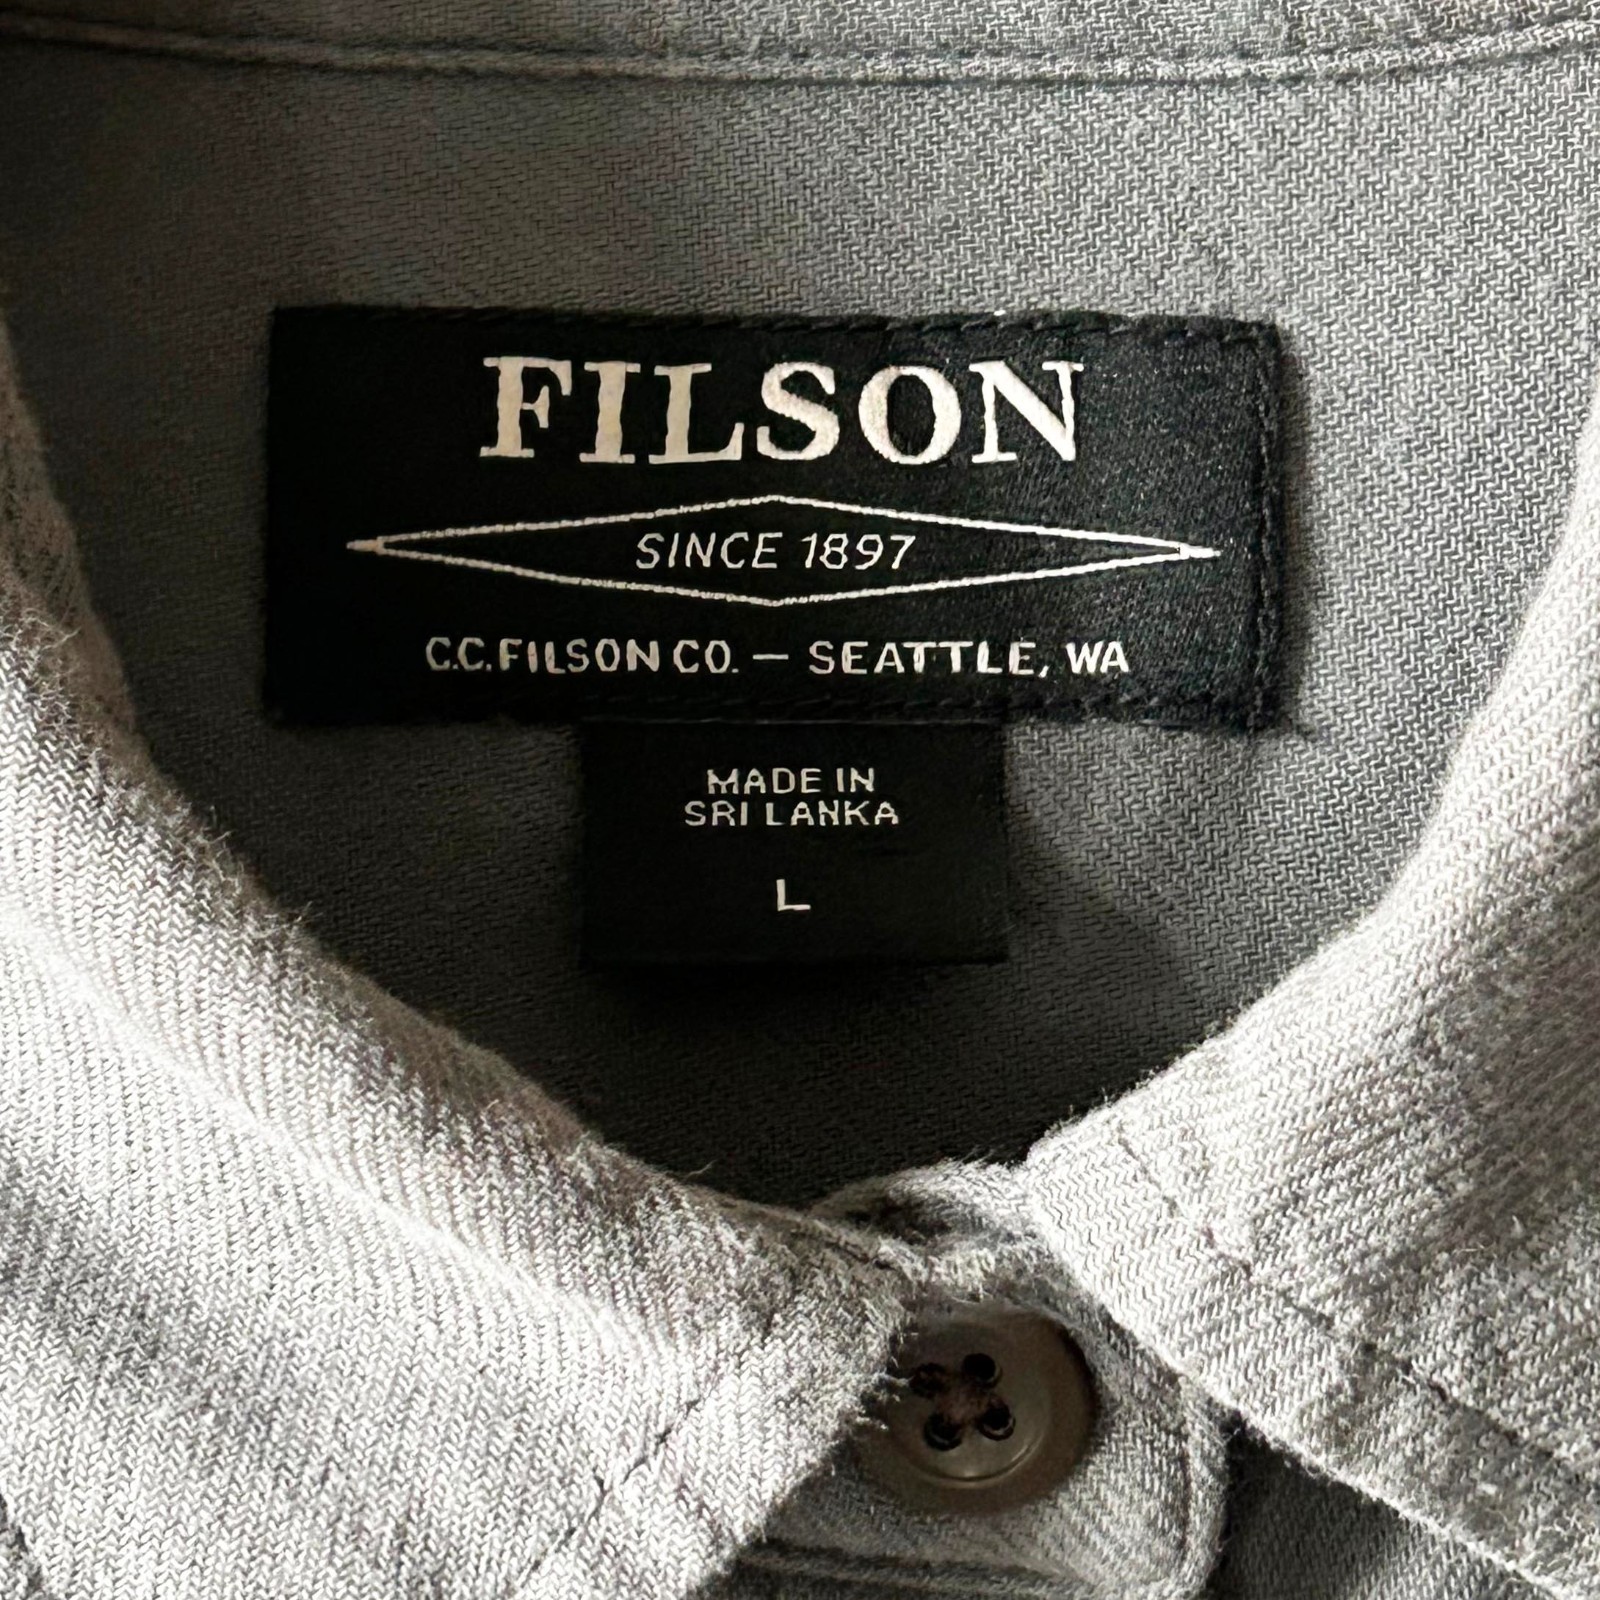 FILSON
SINCE 1897
C.C. FILSON CO. — SEATTLE, WA
MADE IN
SRI LANKA
L